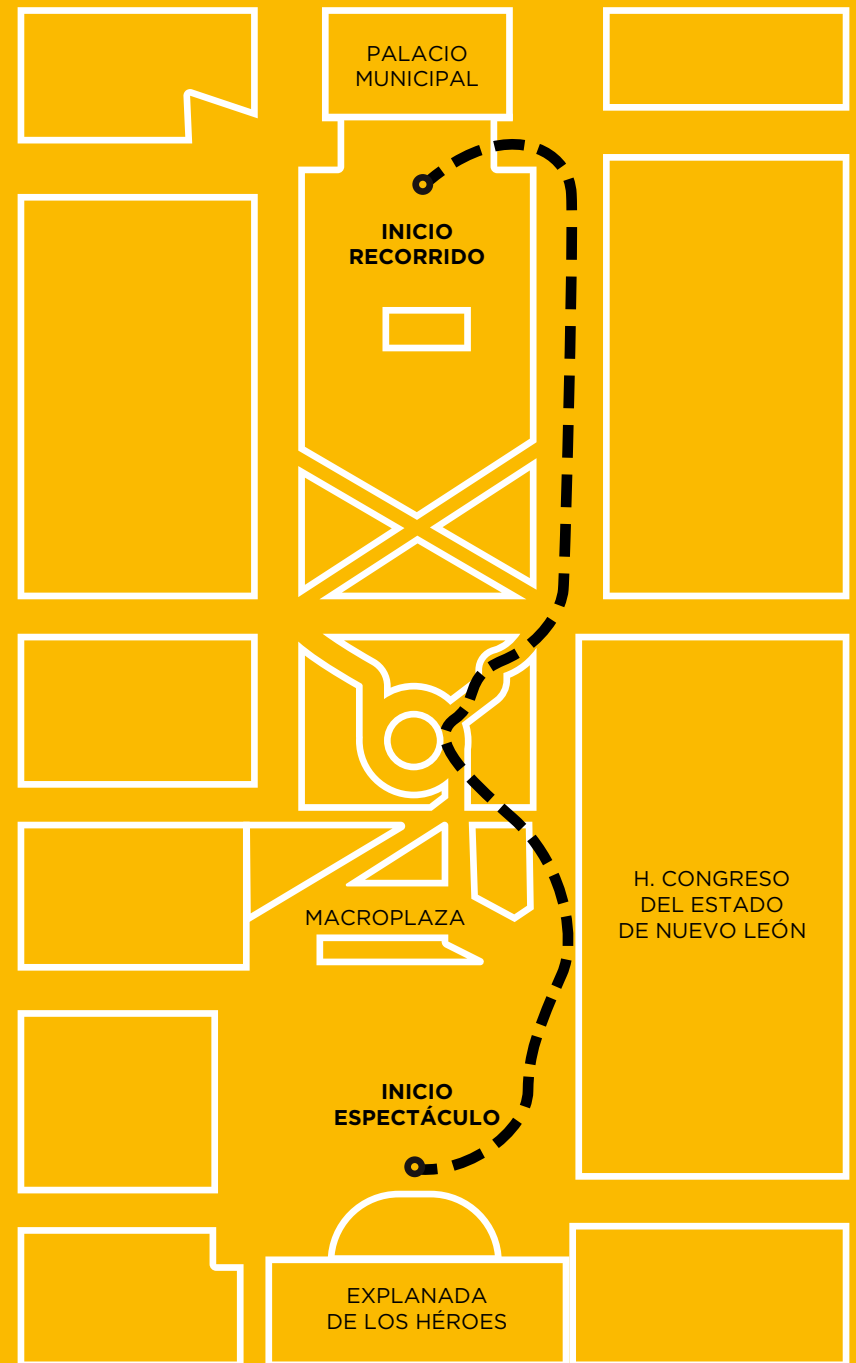 PALACIO
MUNICIPAL
INICIO
RECORRIDO
H. CONGRESO
DEL ESTADO
DE NUEVO LEÓN
MACROPLAZA
INICIO
ESPECTÁCULO
EXPLANADA
DE LOS HÉROES